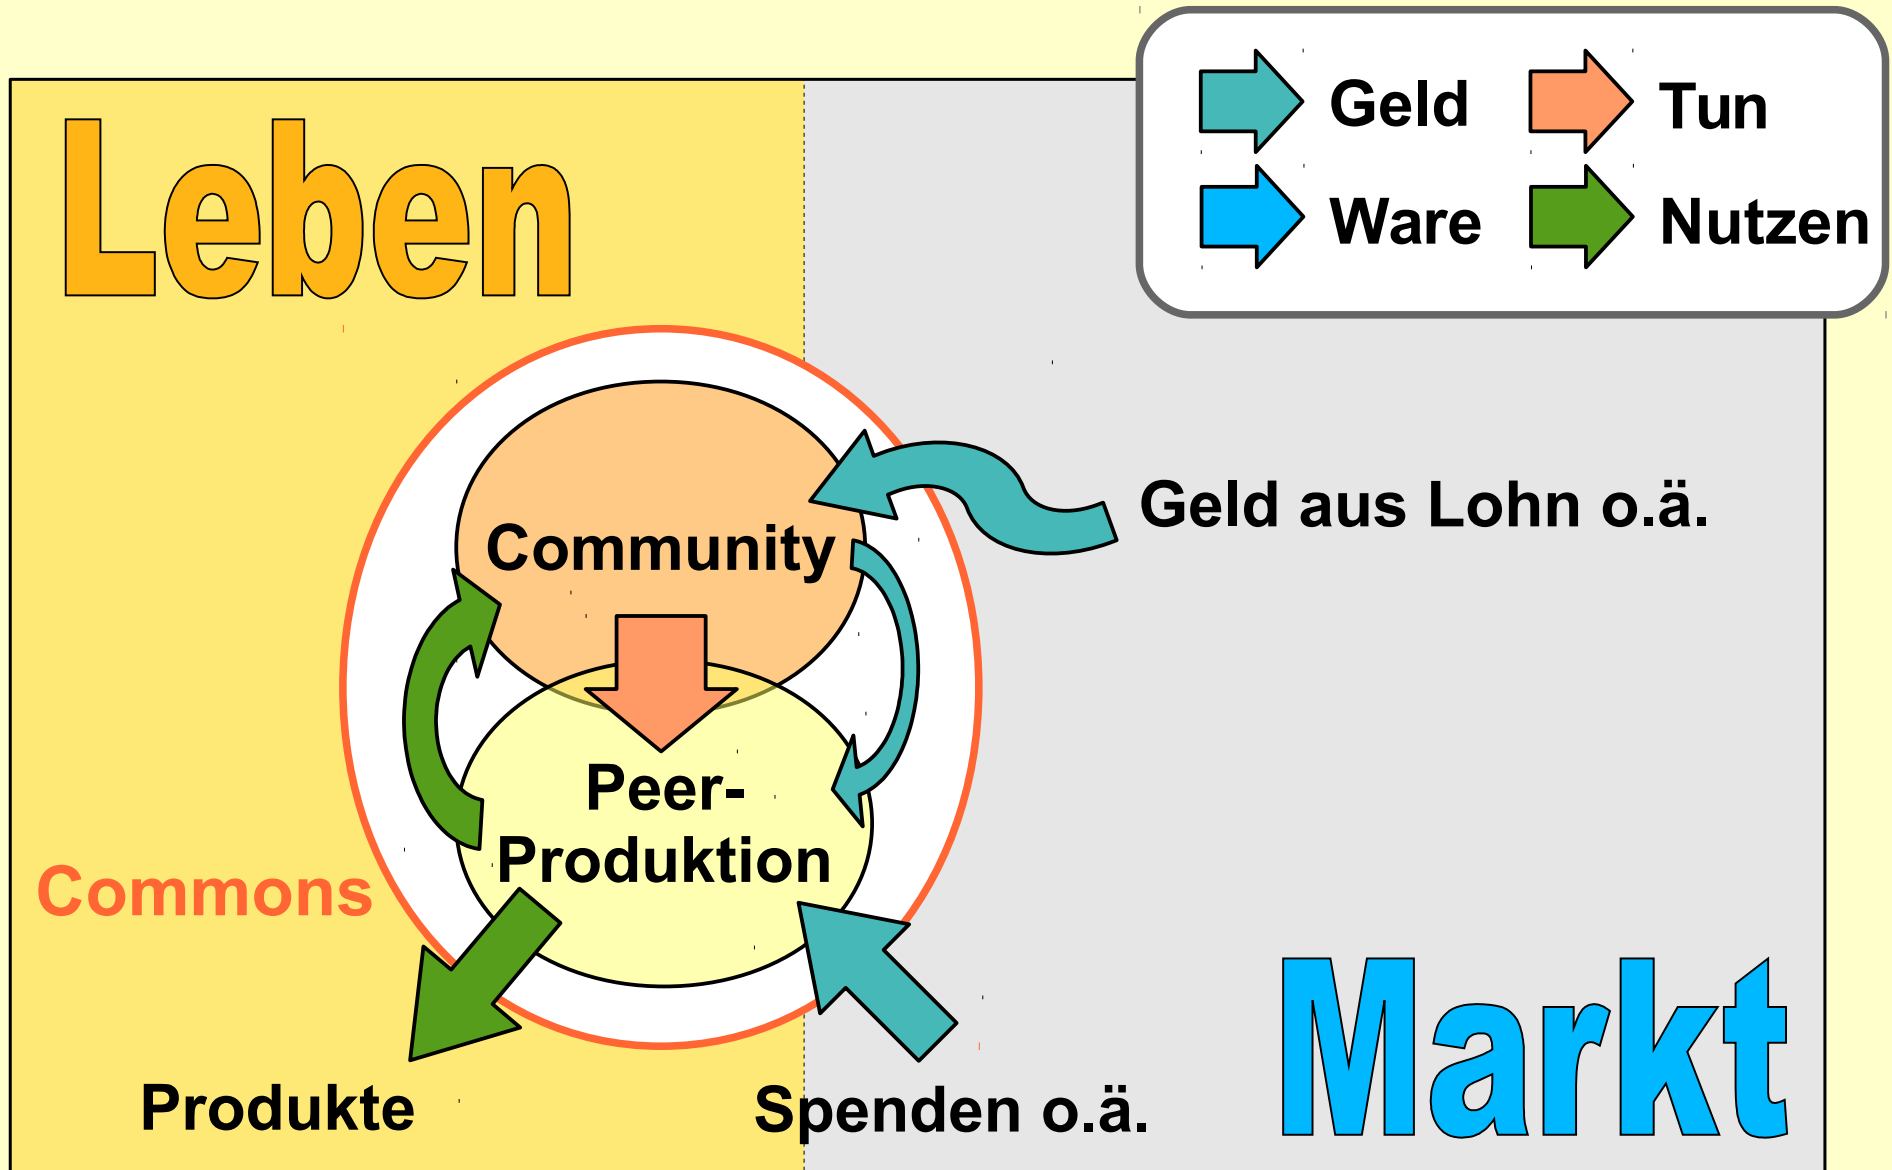 Geld
Tun
Ware
Nutzen
Leben
Geld aus Lohn o.ä.
Community
Peer-
Produktion
Commons
Markt
Produkte
Spenden o.ä.